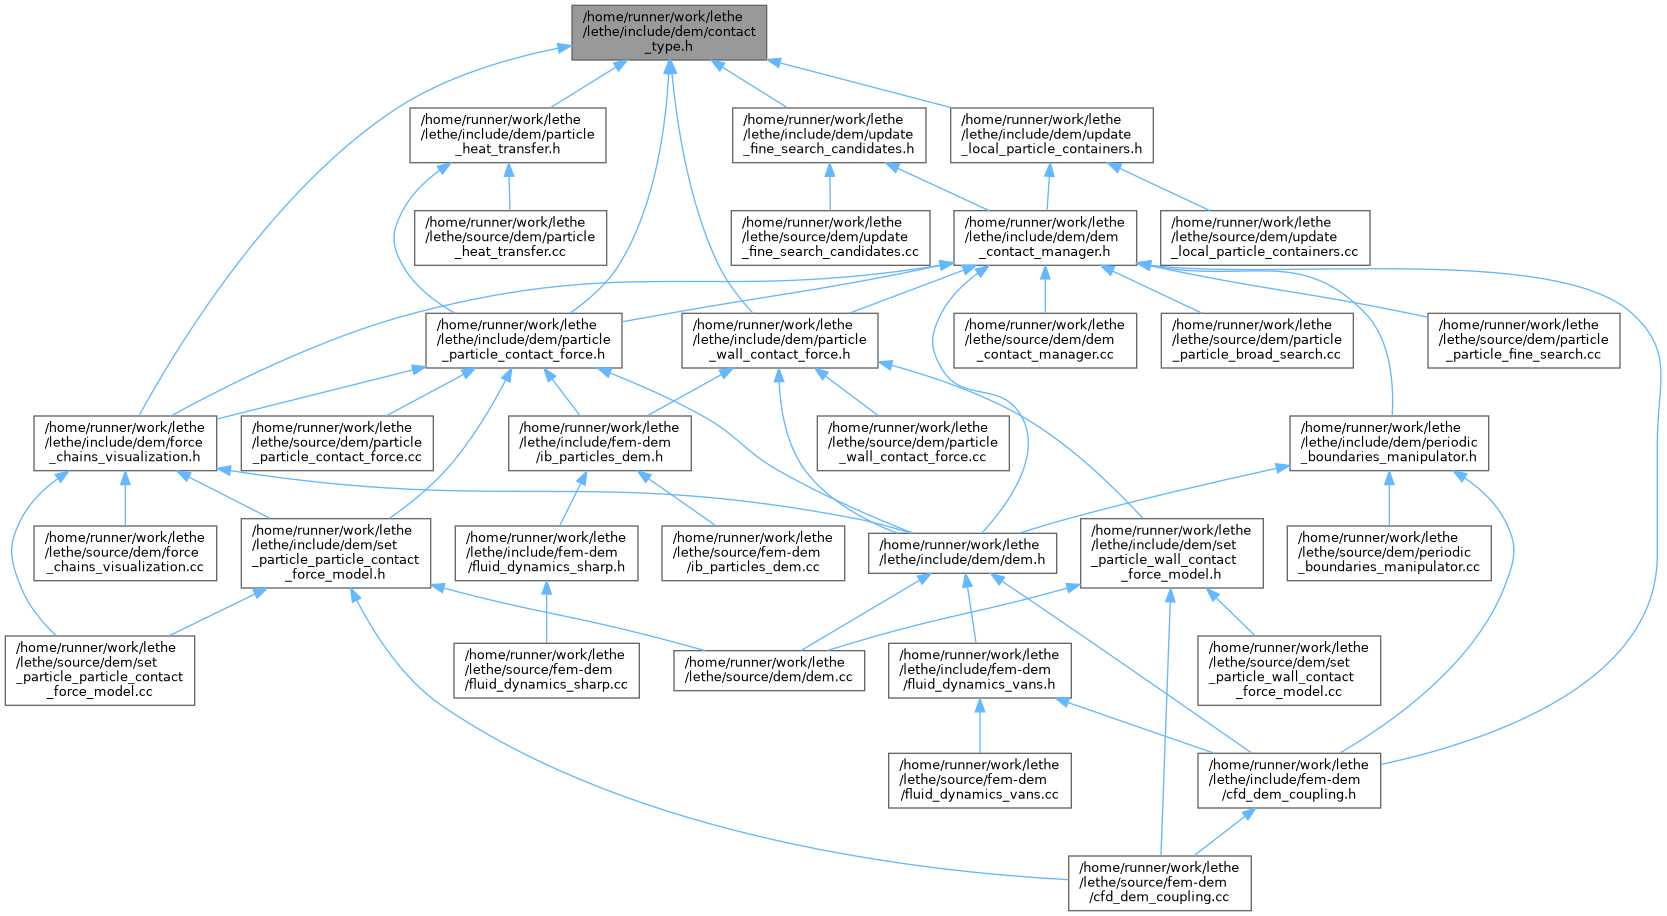 /home/runner/work/lethe
/lethe/include/dem/contact
_type.h
/home/runner/work/lethe
/lethe/include/dem/particle
_heat_transfer.h
/home/runner/work/lethe
/lethe/include/dem/update
_fine_search_candidates.h
/home/runner/work/lethe
/lethe/include/dem/update
_local_particle_containers.h
/home/runner/work/lethe
/lethe/source/dem/particle
_heat_transfer.cc
/home/runner/work/lethe
/lethe/source/dem/update
_fine_search_candidates.cc
/home/runner/work/lethe
/lethe/include/dem/dem
_contact_manager.h
/home/runner/work/lethe
/lethe/source/dem/update
_local_particle_containers.cc
/home/runner/work/lethe
/lethe/include/dem/particle
_particle_contact_force.h
/home/runner/work/lethe
/lethe/include/dem/particle
_wall_contact_force.h
/home/runner/work/lethe
/lethe/source/dem/dem
_contact_manager.cc
/home/runner/work/lethe
/lethe/source/dem/particle
_particle_broad_search.cc
/home/runner/work/lethe
/lethe/source/dem/particle
_particle_fine_search.cc
/home/runner/work/lethe
/lethe/include/dem/force
_chains_visualization.h
/home/runner/work/lethe
/lethe/source/dem/particle
_particle_contact_force.cc
/home/runner/work/lethe
/lethe/include/fem-dem
/ib_particles_dem.h
/home/runner/work/lethe
/lethe/source/dem/particle
_wall_contact_force.cc
/home/runner/work/lethe
/lethe/include/dem/periodic
_boundaries_manipulator.h
/home/runner/work/lethe
/lethe/source/dem/force
_chains_visualization.cc
/home/runner/work/lethe
/lethe/include/dem/set
_particle_particle_contact
_force_model.h
/home/runner/work/lethe
/lethe/include/fem-dem
/fluid_dynamics_sharp.h
/home/runner/work/lethe
/lethe/source/fem-dem
/ib_particles_dem.cc
/home/runner/work/lethe
/lethe/include/dem/dem.h
/home/runner/work/lethe
/lethe/include/dem/set
_particle_wall_contact
_force_model.h
/home/runner/work/lethe
/lethe/source/dem/periodic
_boundaries_manipulator.cc
/home/runner/work/lethe
/lethe/source/dem/set
_particle_particle_contact
_force_model.cc
/home/runner/work/lethe
/lethe/source/fem-dem
/fluid_dynamics_sharp.cc
/home/runner/work/lethe
/lethe/source/dem/dem.cc
/home/runner/work/lethe
/lethe/include/fem-dem
/fluid_dynamics_vans.h
/home/runner/work/lethe
/lethe/source/dem/set
_particle_wall_contact
_force_model.cc
/home/runner/work/lethe
/lethe/source/fem-dem
/fluid_dynamics_vans.cc
/home/runner/work/lethe
/lethe/include/fem-dem
/cfd_dem_coupling.h
/home/runner/work/lethe
/lethe/source/fem-dem
/cfd_dem_coupling.cc